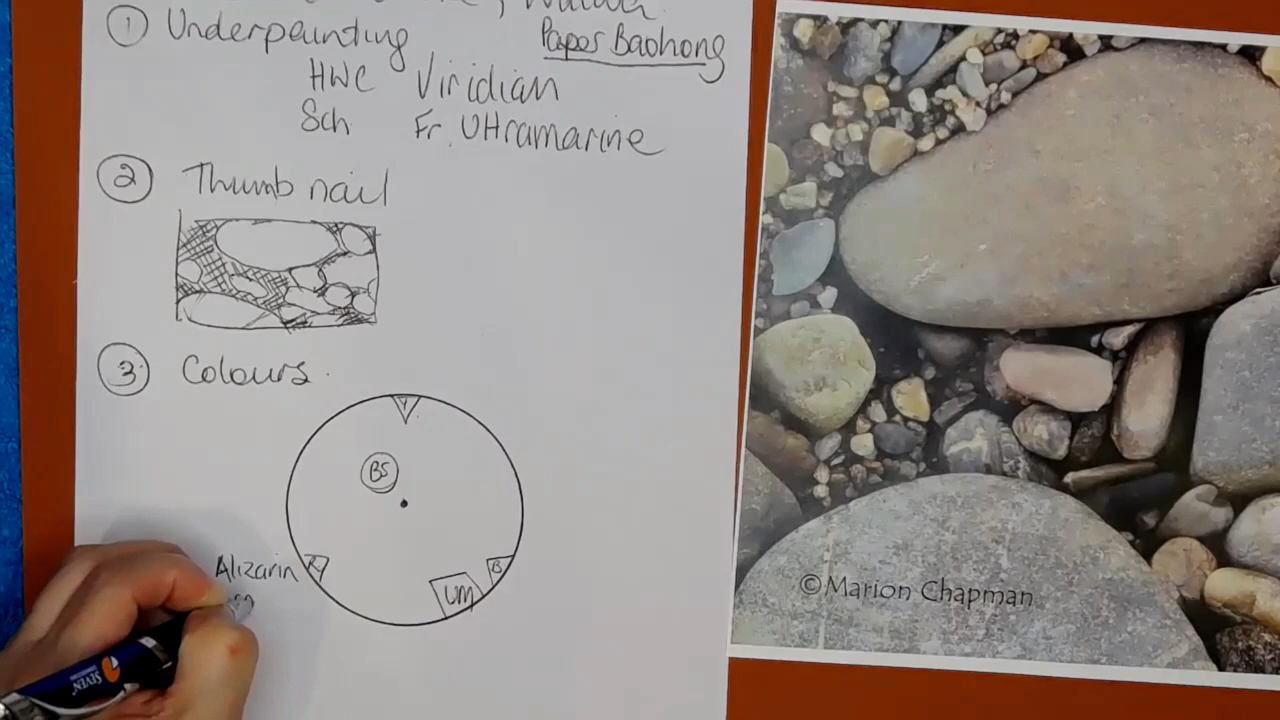 ① Underpainting
Paper Baohong
HWC Viridian
Sch Fr. Ultramarine
② Thumb nail
③ Colours.
Y
BS
R
B
UM
Alizarin
SEVEN
©Marion Chapman